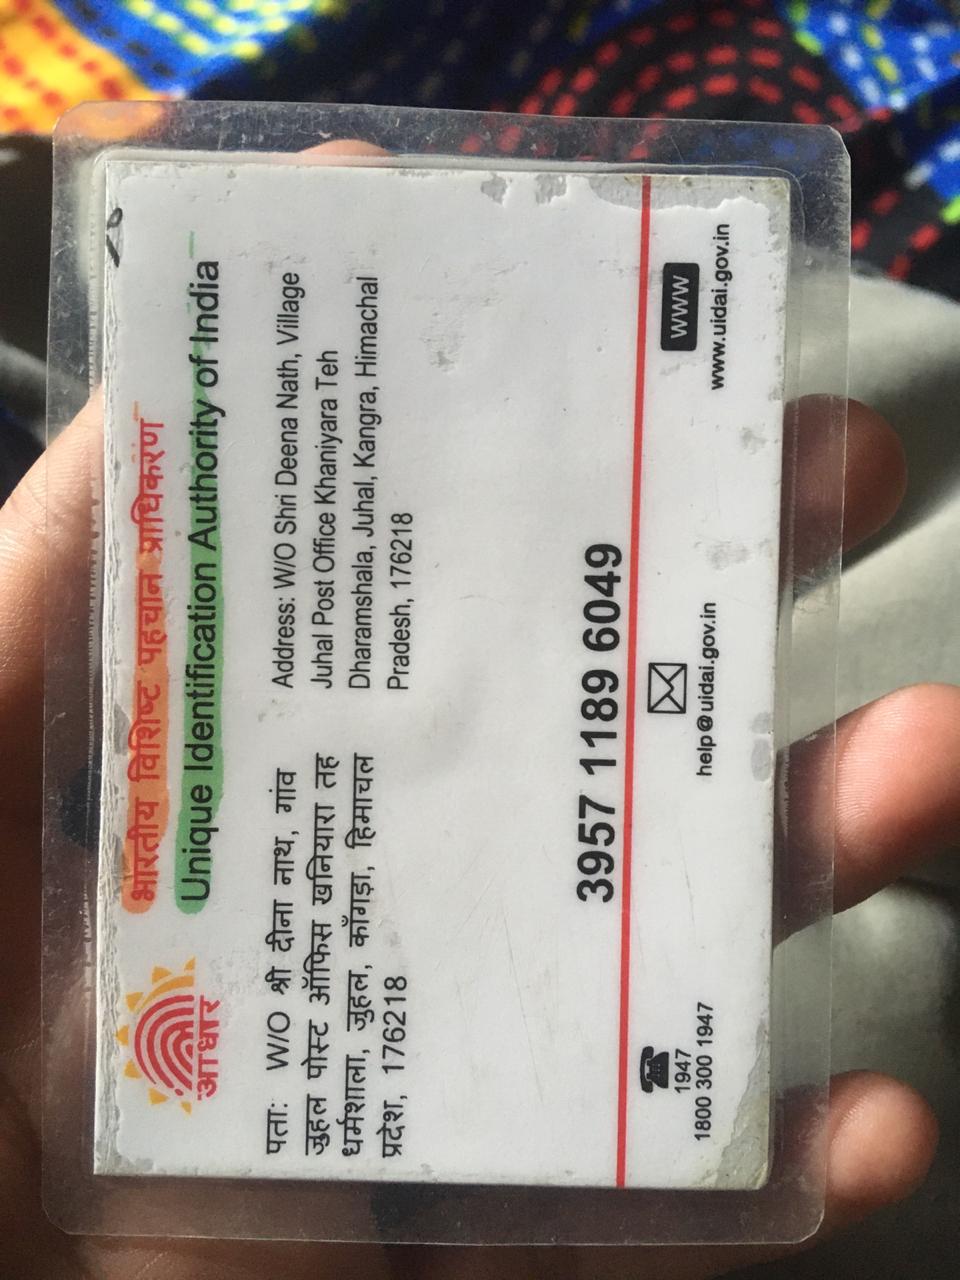 भारतीय विशिष्ट पहचान प्राधिकरण
Unique Identification Authority of India
आधार
पता: W/O श्री दीना नाथ, गांव
जुहल पोस्ट ऑफिस खनियारा तह
धर्मशाला, जुहल, काँगड़ा, हिमाचल
प्रदेश, 176218
Address: W/O Shri Deena Nath, Village
Juhal Post Office Khaniyara Teh
Dharamshala, Juhal, Kangra, Himachal
Pradesh, 176218
3957 1189 6049
1947
1800 300 1947
help@uidai.gov.in
WWW
www.uidai.gov.in